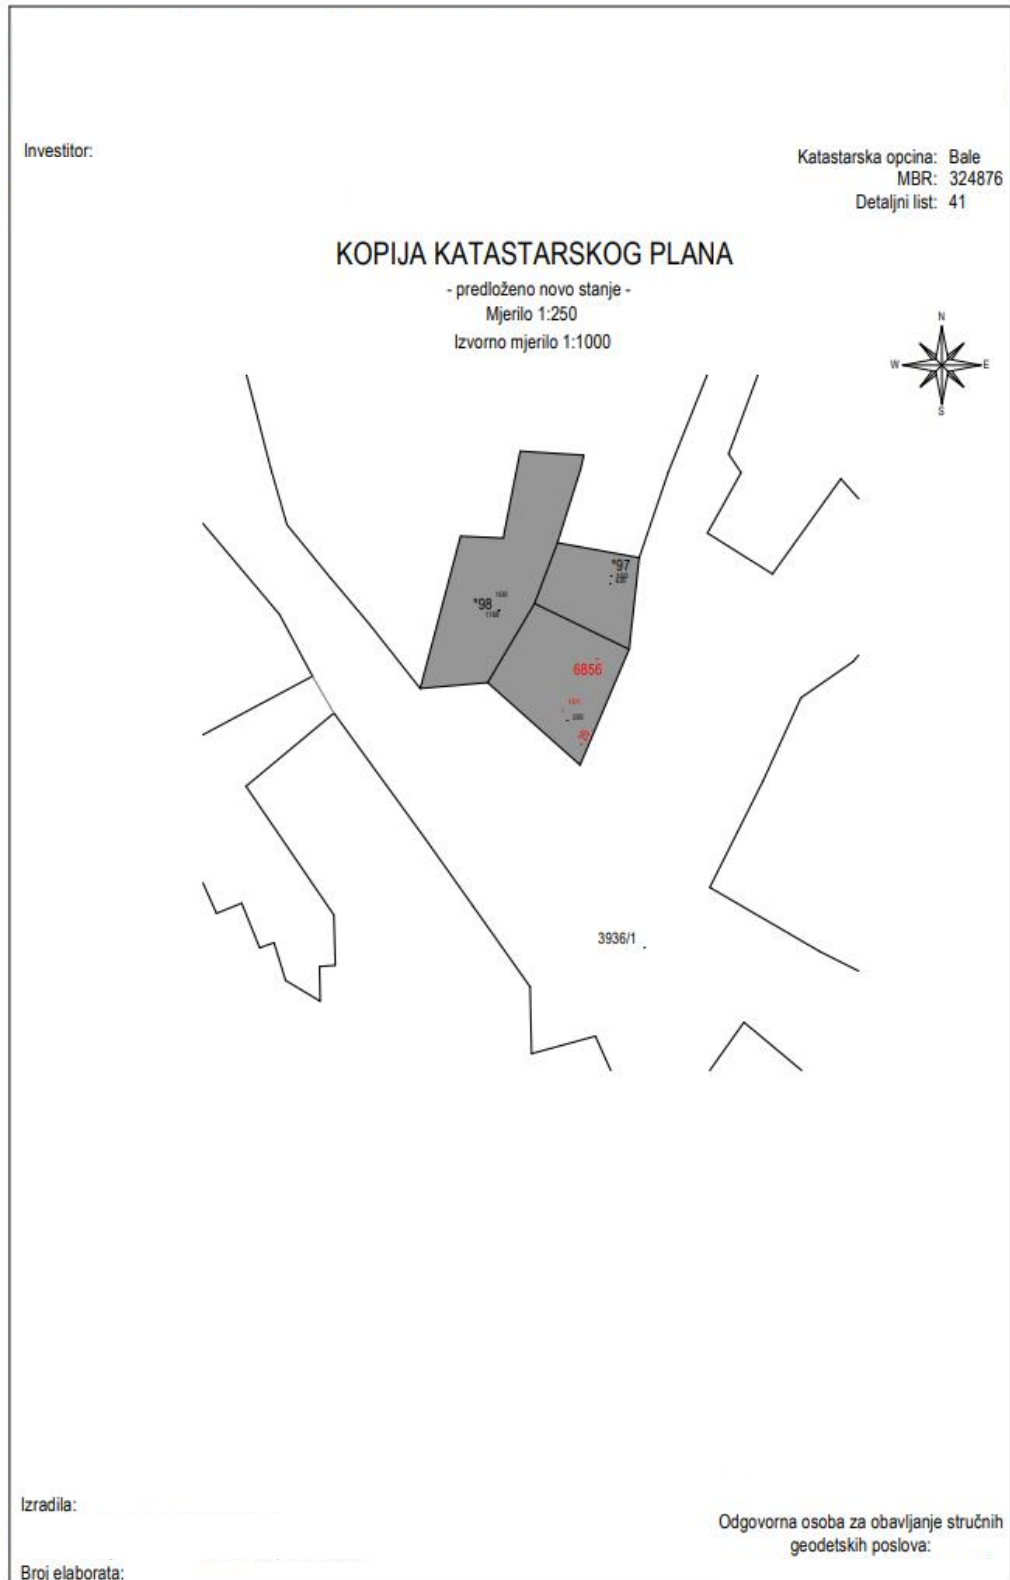 Investitor:
Katastarska opcina: Bale
MBR: 324876
Detaljni list: 41
KOPIJA KATASTARSKOG PLANA
- predloženo novo stanje -
Mjerilo 1:250
Izvorno mjerilo 1:1000
N
W E
S
*97
*98
6856
3936/1
Izradila:
Odgovorna osoba za obavljanje stručnih
geodetskih poslova:
Broj elaborata: